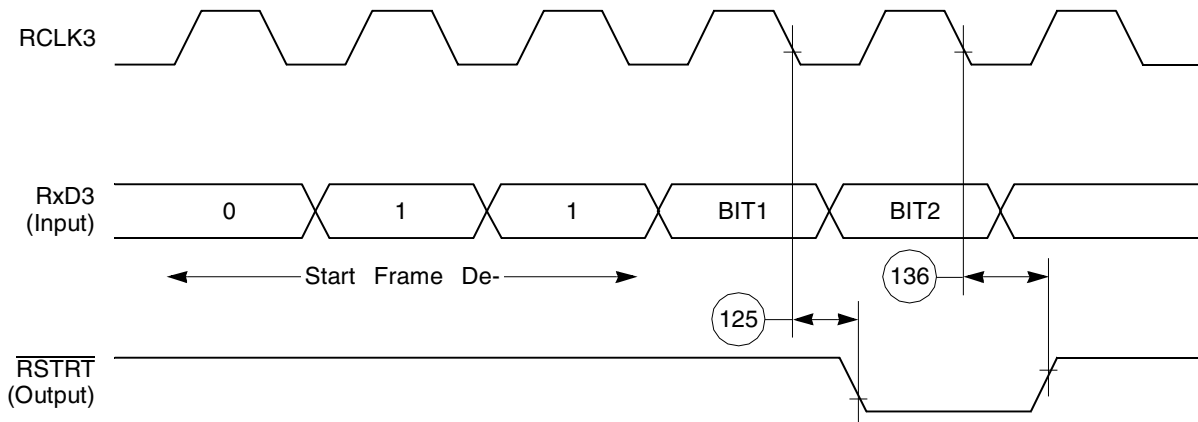 RCLK3
RxD3
(Input)
0 1 1 BIT1 BIT2
Start Frame De-
136
125
RSTRT
(Output)